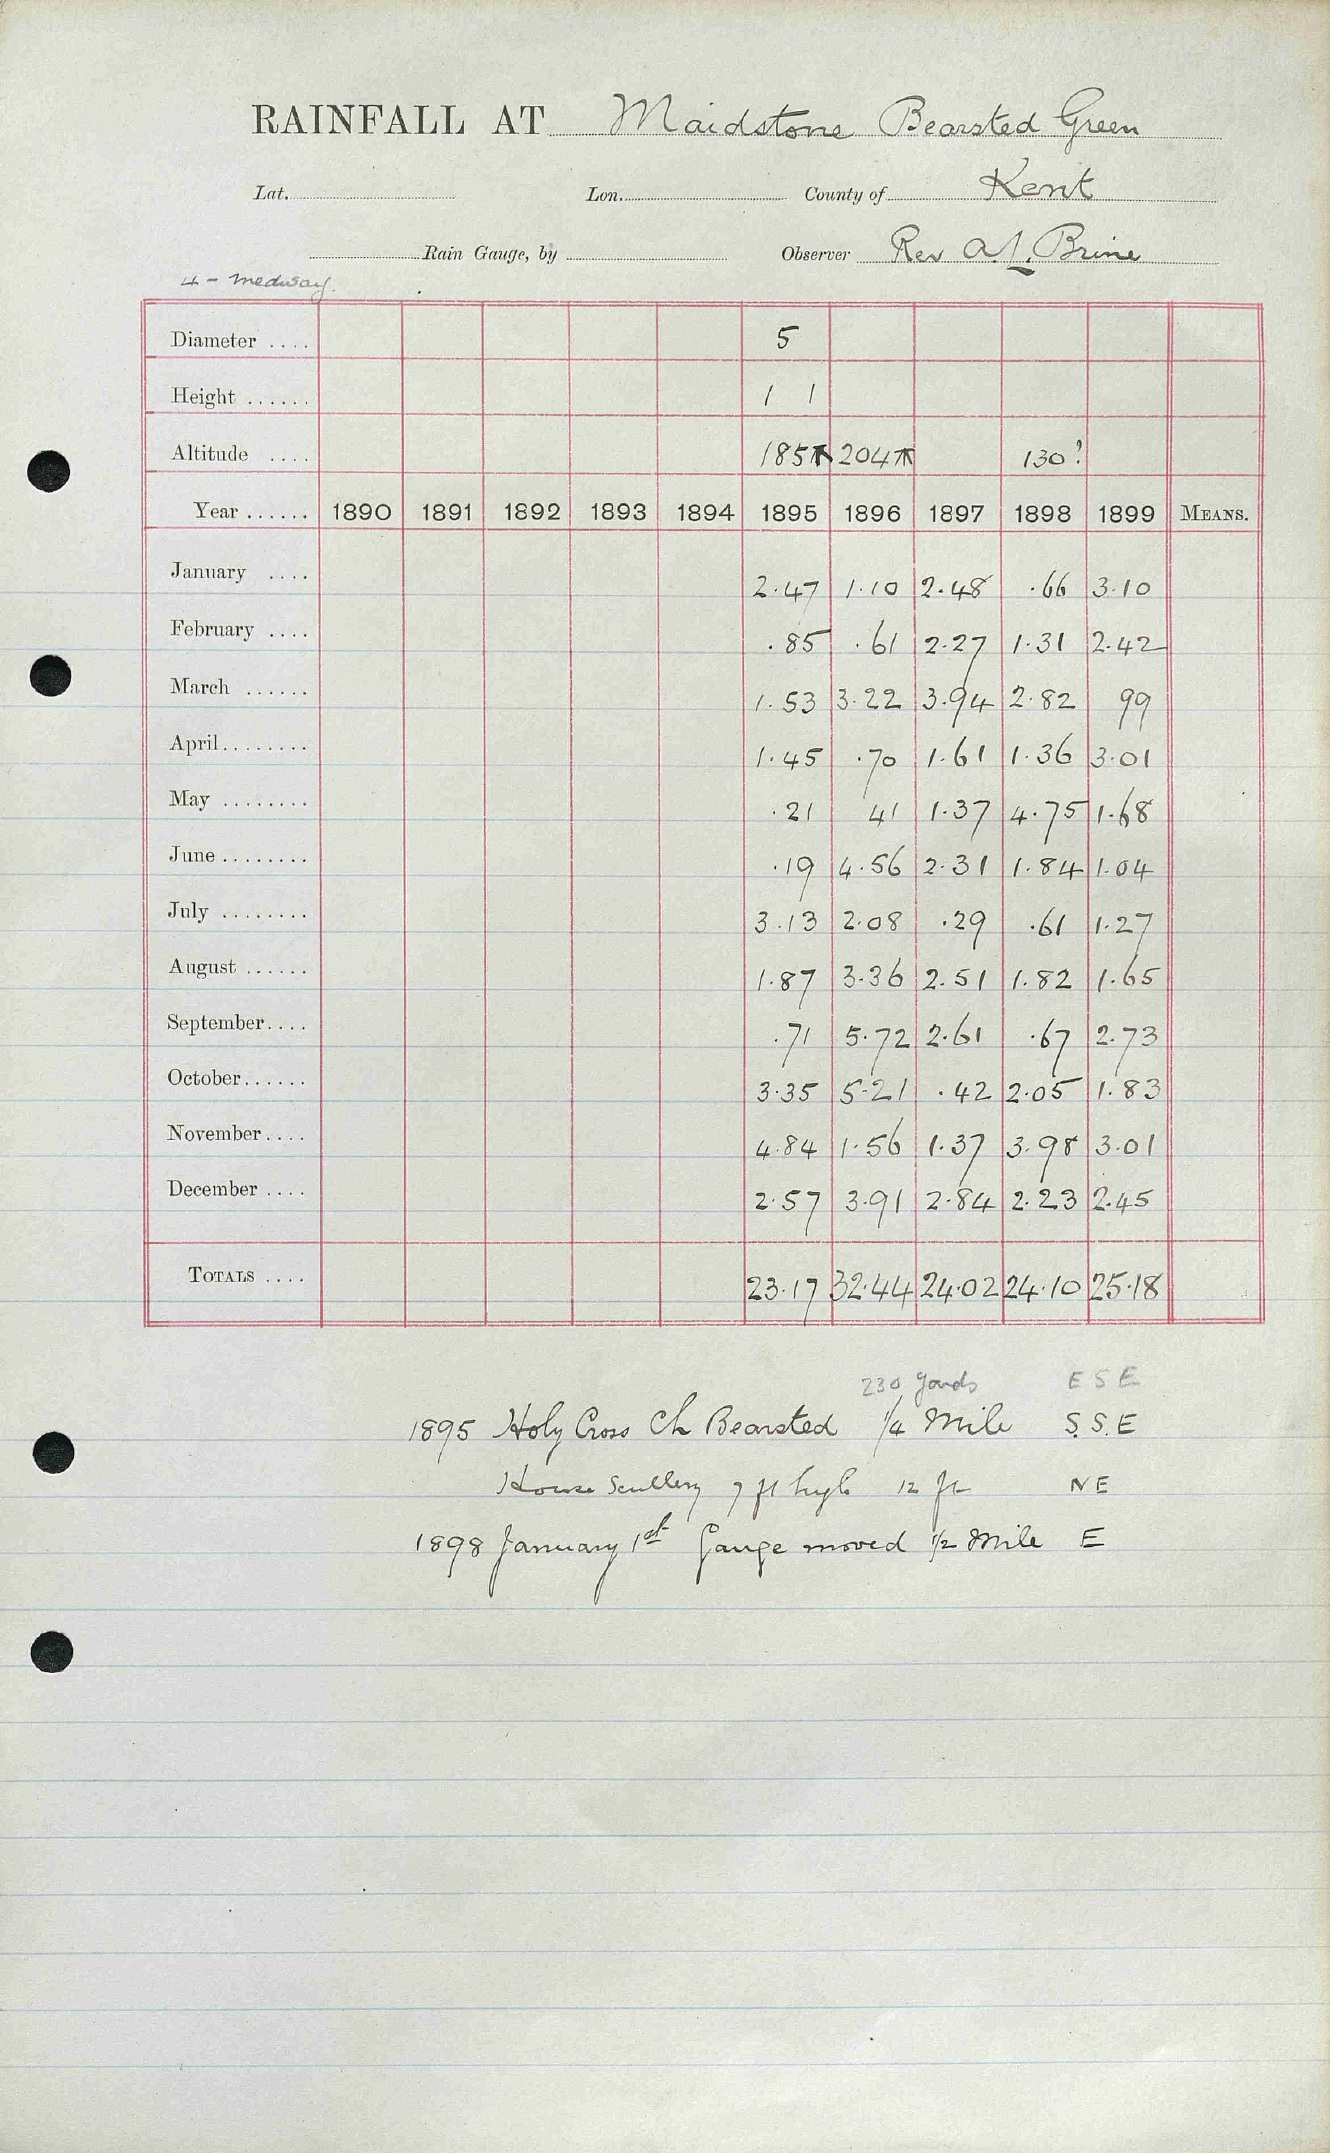 RAINFALL AT Maidstone Bearsted Green
Lat. Lon. County of Kent
Rain Gauge, by Observer Rev A.L. Brine
4 - Medway.
Diameter .... 5
Height ...... 1 1
Altitude .... 185 204 130?
Year ...... 1890 1891 1892 1893 1894 1895 1896 1897 1898 1899 MEANS.
January .... 2.47 1.10 2.48 .66 3.10
February .... .85 .61 2.27 1.31 2.42
March ...... 1.53 3.22 3.94 2.82 99
April........ 1.45 .70 1.61 1.36 3.01
May ........ .21 41 1.37 4.75 1.68
June ........ .19 4.56 2.31 1.84 1.04
July ........ 3.13 2.08 .29 .61 1.27
August ...... 1.87 3.36 2.51 1.82 1.65
September.... .71 5.72 2.61 .67 2.73
October...... 3.35 5.21 .42 2.05 1.83
November.... 4.84 1.56 1.37 3.98 3.01
December .... 2.57 3.91 2.84 2.23 2.45
TOTALS .... 23.17 32.44 24.02 24.10 25.18
230 yards E S E
1895 Holy Cross Ch Bearsted 1/4 Mile S.S.E
House Scullery 7 ft high 12 ft NE
1898 January 1st Gauge moved 1/2 Mile E